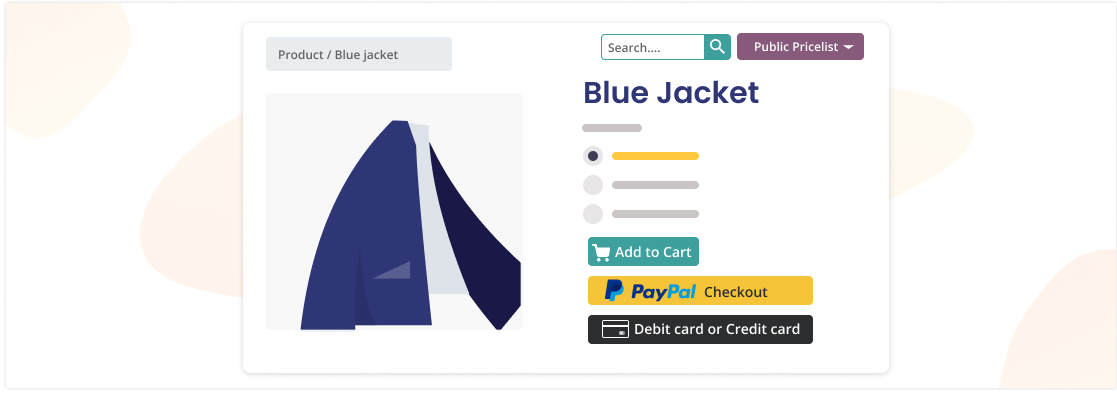 Product / Blue jacket
Search....
Public Pricelist
Blue Jacket
Add to Cart
PayPal Checkout
Debit card or Credit card